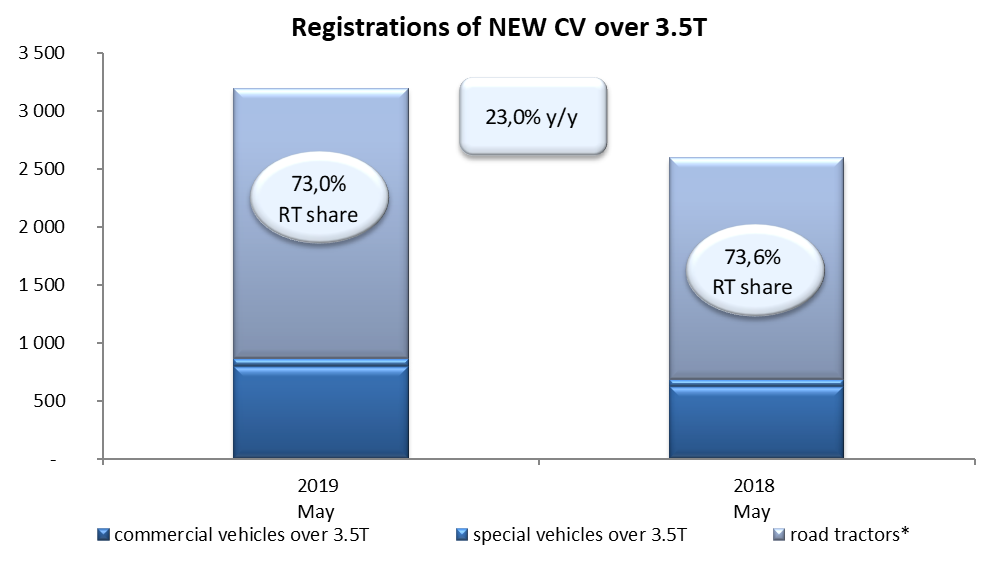 Registrations of NEW CV over 3.5T
3 500
3 000
2 500
2 000
1 500
1 000
500
-
23,0% y/y
73,0%
RT share
73,6%
RT share
2019
May
2018
May
commercial vehicles over 3.5T
special vehicles over 3.5T
road tractors*